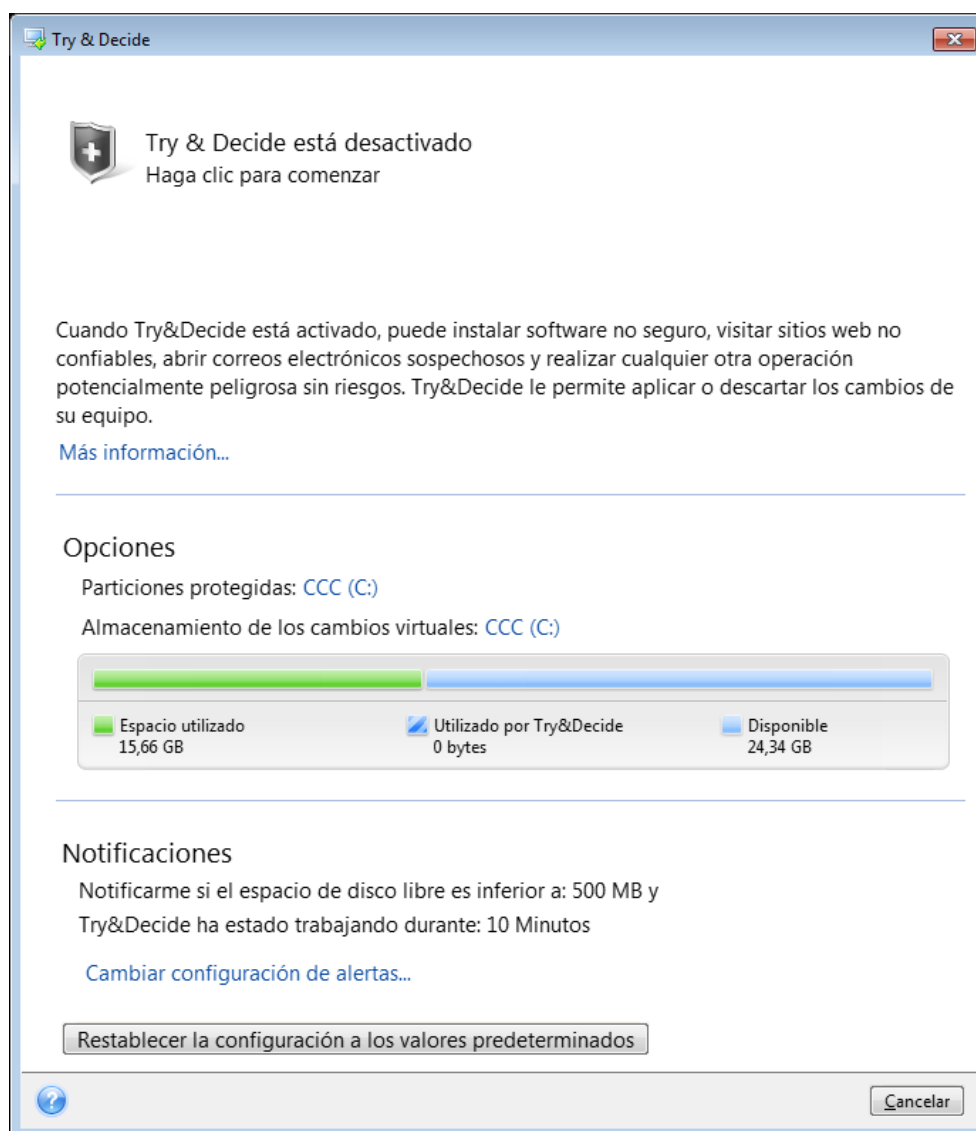 Try & Decide
Try & Decide está desactivado
Haga clic para comenzar
Cuando Try&Decide está activado, puede instalar software no seguro, visitar sitios web no
confiables, abrir correos electrónicos sospechosos y realizar cualquier otra operación
potencialmente peligrosa sin riesgos. Try&Decide le permite aplicar o descartar los cambios de
su equipo.
Más información...
Opciones
Particiones protegidas: CCC (C:)
Almacenamiento de los cambios virtuales: CCC (C:)
Espacio utilizado
15,66 GB
Utilizado por Try&Decide
0 bytes
Disponible
24,34 GB
Notificaciones
Notificarme si el espacio de disco libre es inferior a: 500 MB y
Try&Decide ha estado trabajando durante: 10 Minutos
Cambiar configuración de alertas...
Restablecer la configuración a los valores predeterminados
?
Cancelar